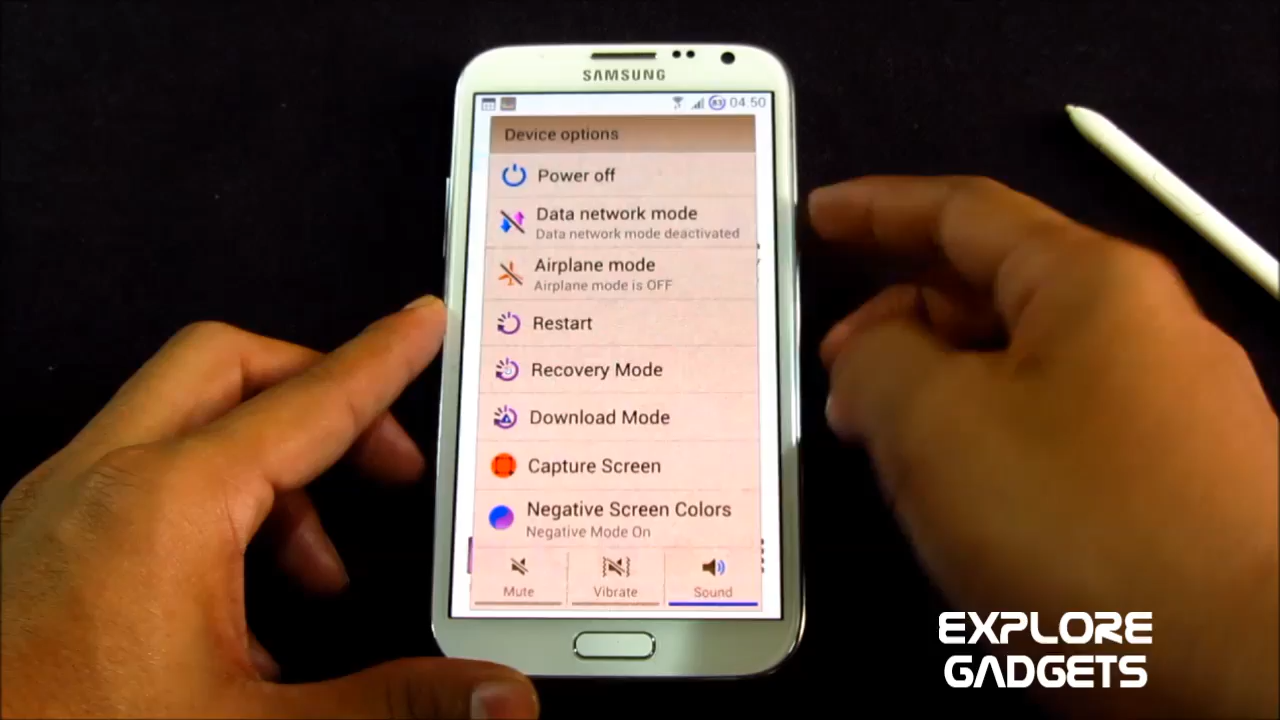 SAMSUNG
83 04:50
Device options
Power off
Data network mode
Data network mode deactivated
Airplane mode
Airplane mode is OFF
Restart
Recovery Mode
Download Mode
Capture Screen
Negative Screen Colors
Negative Mode On
Mute Vibrate Sound
EXPLORE
GADGETS